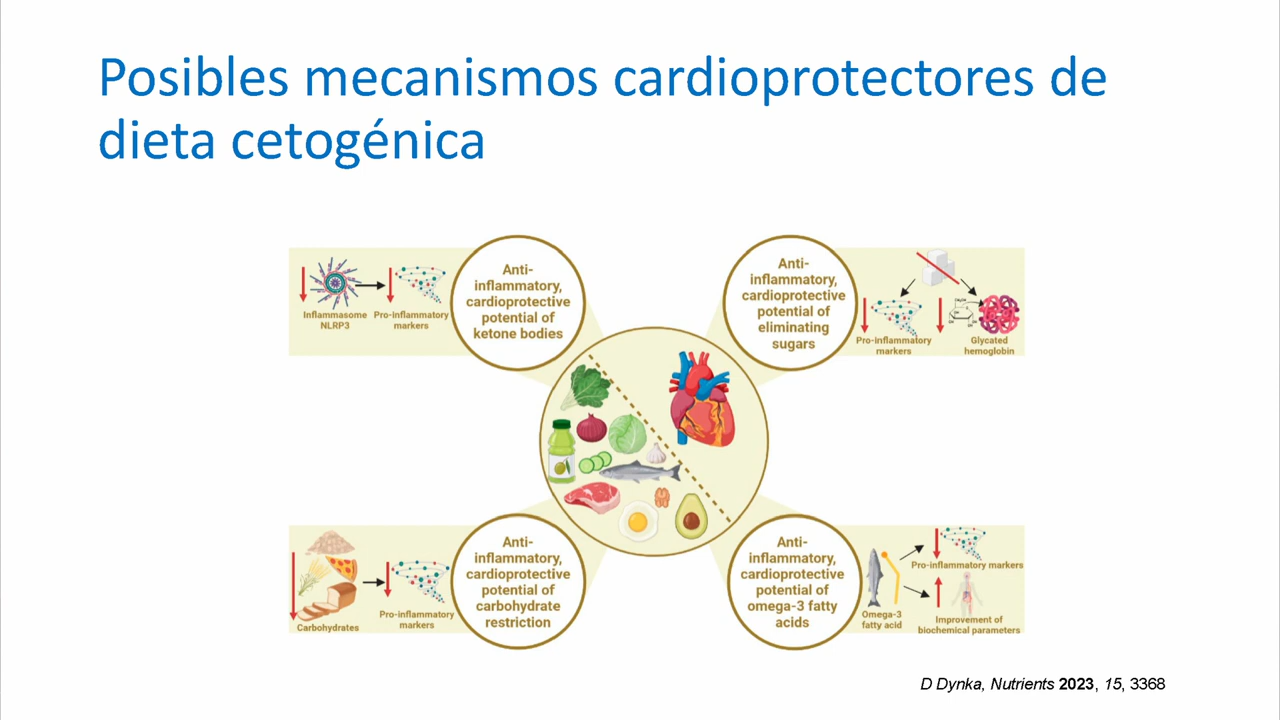 Posibles mecanismos cardioprotectores de
dieta cetogénica
Inflammasome
NLRP3
Pro-inflammatory
markers
Anti-
inflammatory,
cardioprotective
potential of
ketone bodies
Anti-
inflammatory,
cardioprotective
potential of
eliminating
sugars
Pro-inflammatory
markers
Glycated
hemoglobin
Carbohydrates
Pro-inflammatory
markers
Anti-
inflammatory,
cardioprotective
potential of
carbohydrate
restriction
Anti-
inflammatory,
cardioprotective
potential of
omega-3 fatty
acids
Omega-3
fatty acid
Pro-inflammatory markers
Improvement of
biochemical parameters
D Dynka, Nutrients 2023, 15, 3368